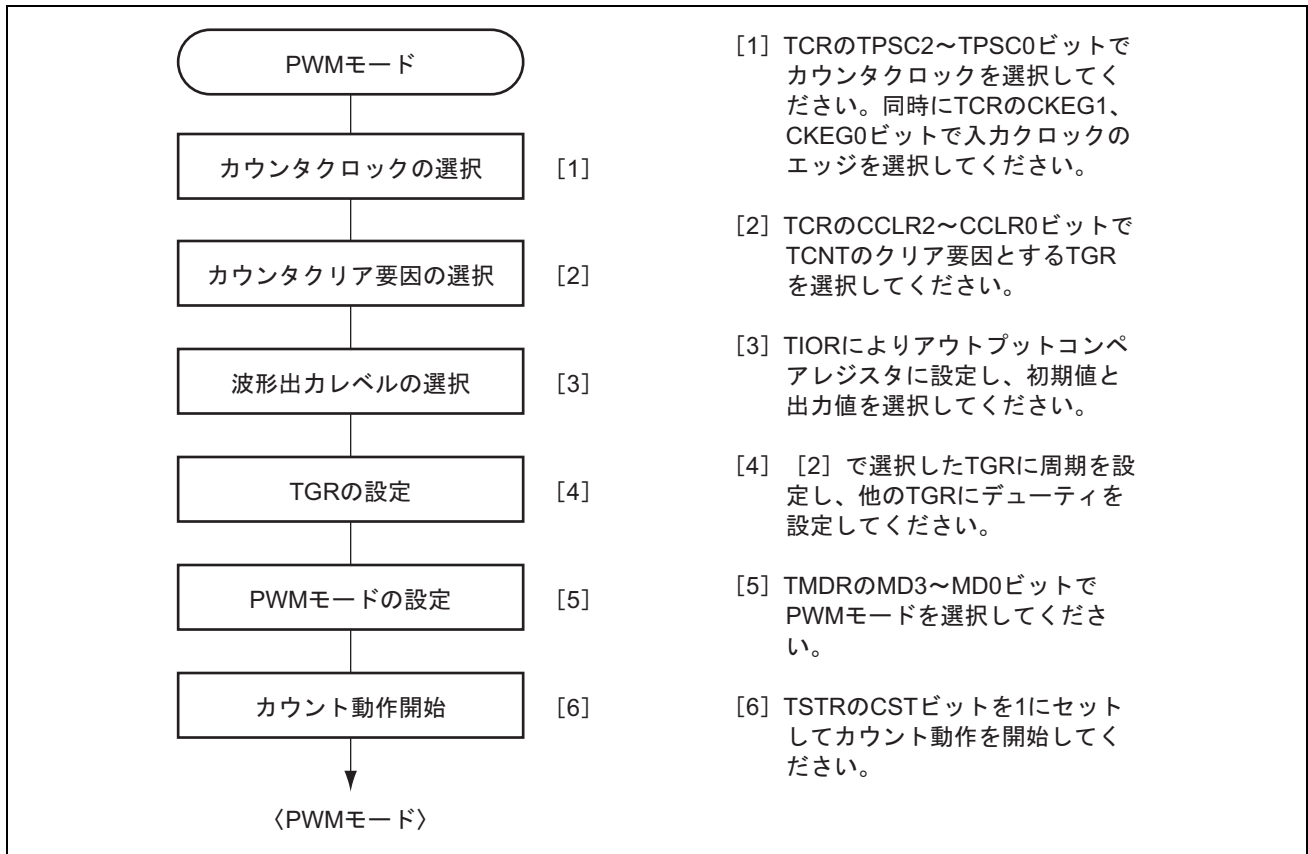 PWMモード
カウンタクロックの選択 [1]
カウンタクリア要因の選択 [2]
波形出力レベルの選択 [3]
TGRの設定 [4]
PWMモードの設定 [5]
カウント動作開始 [6]
〈PWMモード〉
[1] TCRのTPSC2～TPSC0ビットで
カウンタクロックを選択してく
ださい。同時にTCRのCKEG1、
CKEG0ビットで入力クロックの
エッジを選択してください。
[2] TCRのCCLR2～CCLR0ビットで
TCNTのクリア要因とするTGR
を選択してください。
[3] TIORによりアウトプットコンペ
アレジスタに設定し、初期値と
出力値を選択してください。
[4] [2]で選択したTGRに周期を設
定し、他のTGRにデューティを
設定してください。
[5] TMDRのMD3～MD0ビットで
PWMモードを選択してくださ
い。
[6] TSTRのCSTビットを1にセット
してカウント動作を開始してく
ださい。